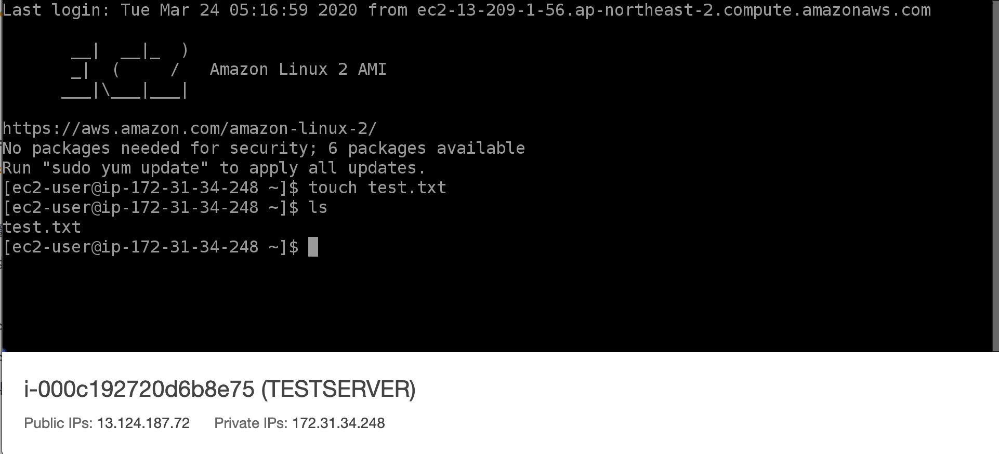 Last login: Tue Mar 24 05:16:59 2020 from ec2-13-209-1-56.ap-northeast-2.compute.amazonaws.com

       __|  __|_  )
       _|  (     /   Amazon Linux 2 AMI
      ___|\___|___|

https://aws.amazon.com/amazon-linux-2/
No packages needed for security; 6 packages available
Run "sudo yum update" to apply all updates.
[ec2-user@ip-172-31-34-248 ~]$ touch test.txt
[ec2-user@ip-172-31-34-248 ~]$ ls
test.txt
[ec2-user@ip-172-31-34-248 ~]$
i-000c192720d6b8e75 (TESTSERVER)
Public IPs: 13.124.187.72 Private IPs: 172.31.34.248